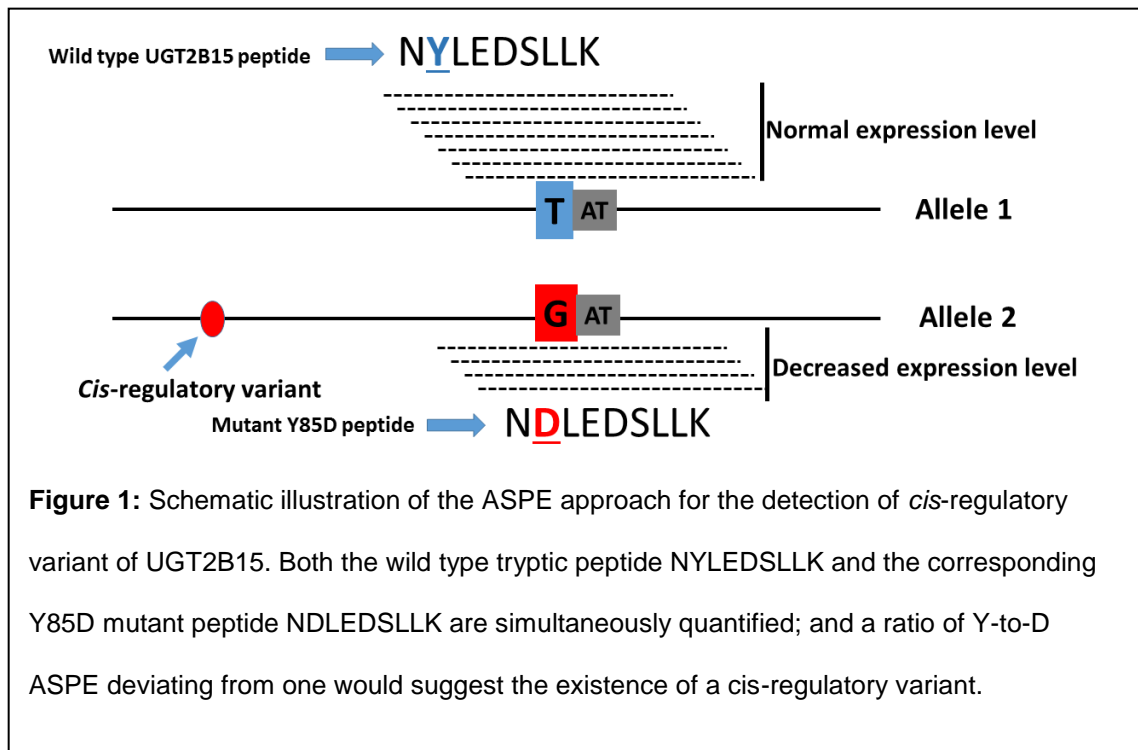 Wild type UGT2B15 peptide
NYLEDSLLK
Normal expression level
T AT
Allele 1
G AT
Allele 2
Cis-regulatory variant
Decreased expression level
Mutant Y85D peptide
NDLEDSLLK
Figure 1: Schematic illustration of the ASPE approach for the detection of cis-regulatory
variant of UGT2B15. Both the wild type tryptic peptide NYLEDSLLK and the corresponding
Y85D mutant peptide NDLEDSLLK are simultaneously quantified; and a ratio of Y-to-D
ASPE deviating from one would suggest the existence of a cis-regulatory variant.